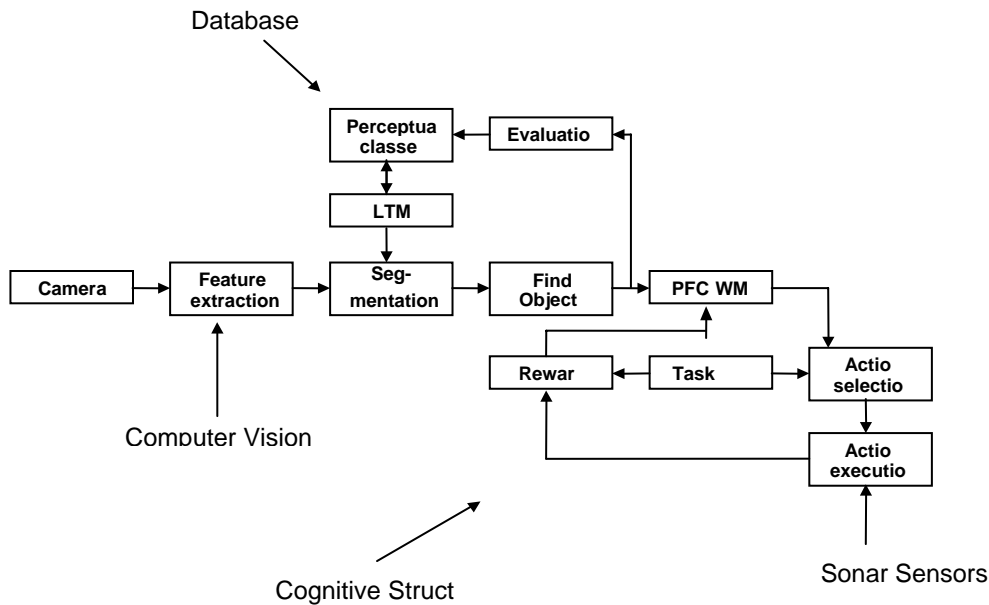 Database
Perceptua
classe
Evaluatio
LTM
Camera
Feature
extraction
Seg-
mentation
Find
Object
PFC WM
Rewar
Task
Actio
selectio
Computer Vision
Actio
executio
Cognitive Struct
Sonar Sensors